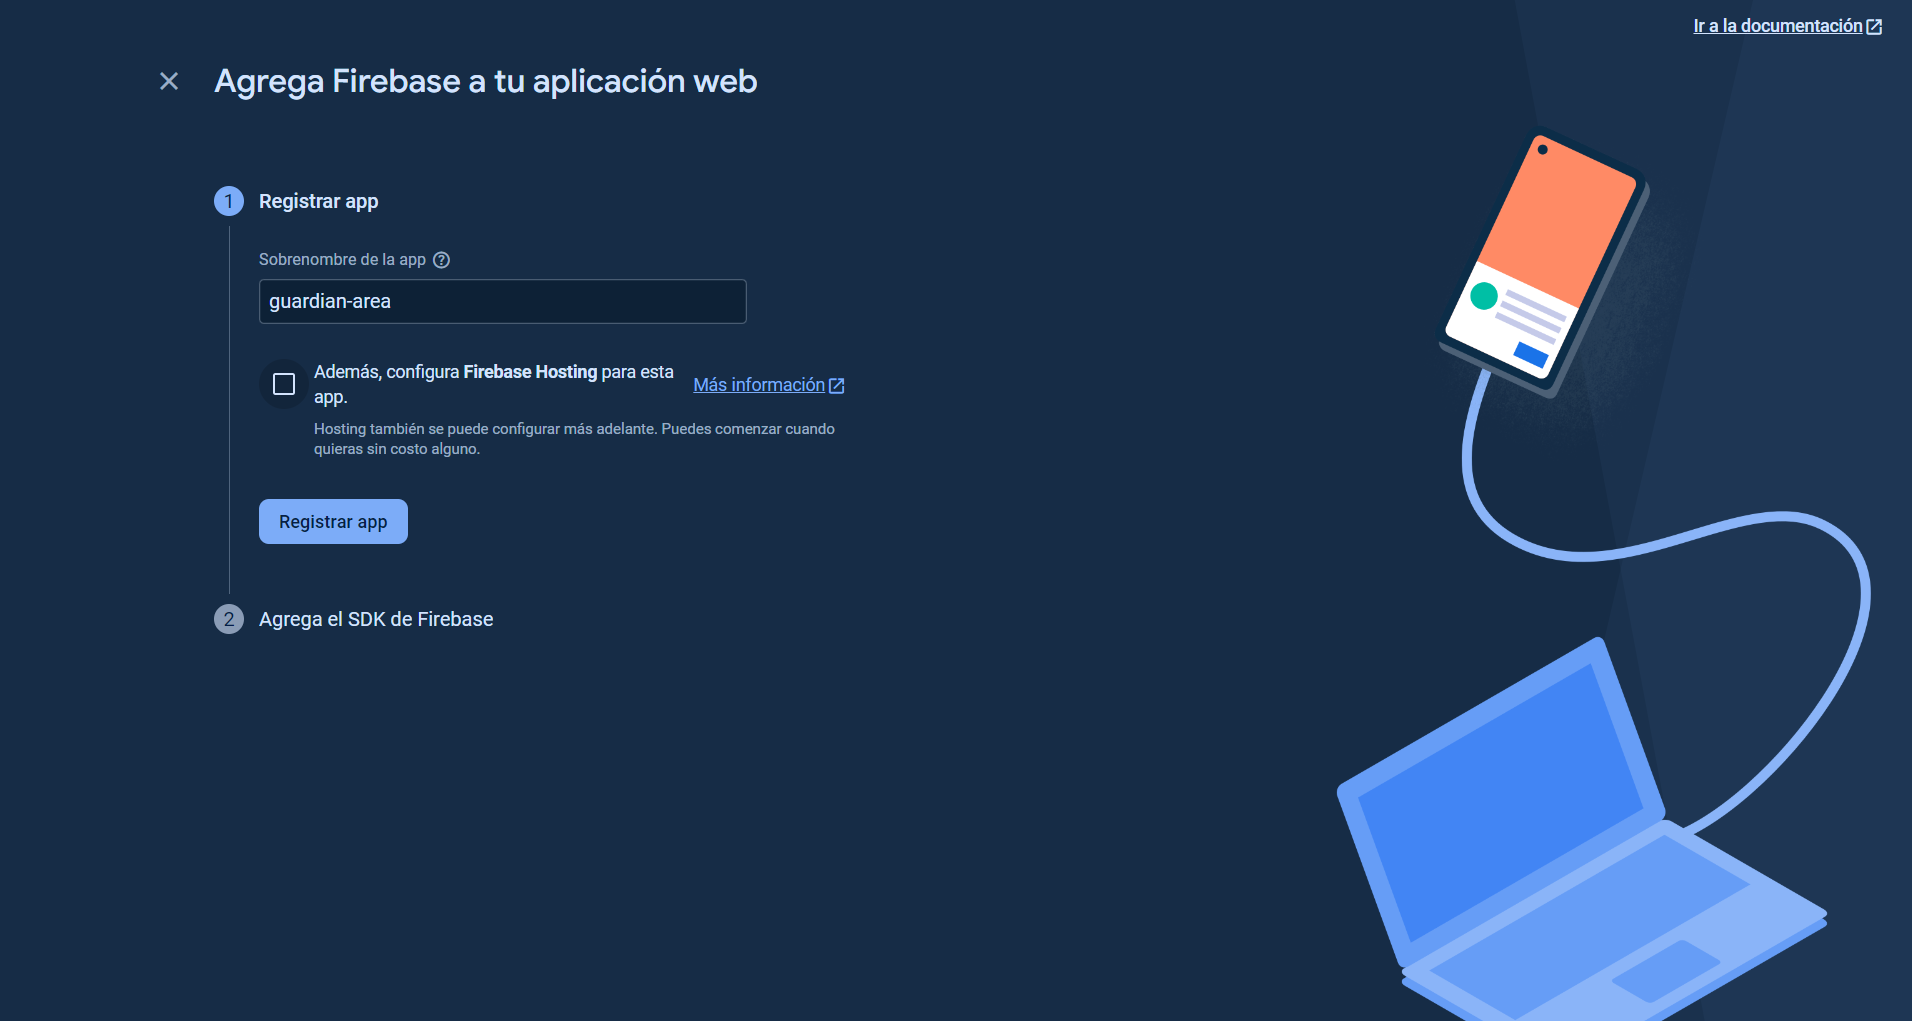 Ir a la documentación
Agrega Firebase a tu aplicación web
1 Registrar app
Sobrenombre de la app ?
guardian-area
Además, configura Firebase Hosting para esta
app.
Más información
Hosting también se puede configurar más adelante. Puedes comenzar cuando
quieras sin costo alguno.
Registrar app
2 Agrega el SDK de Firebase